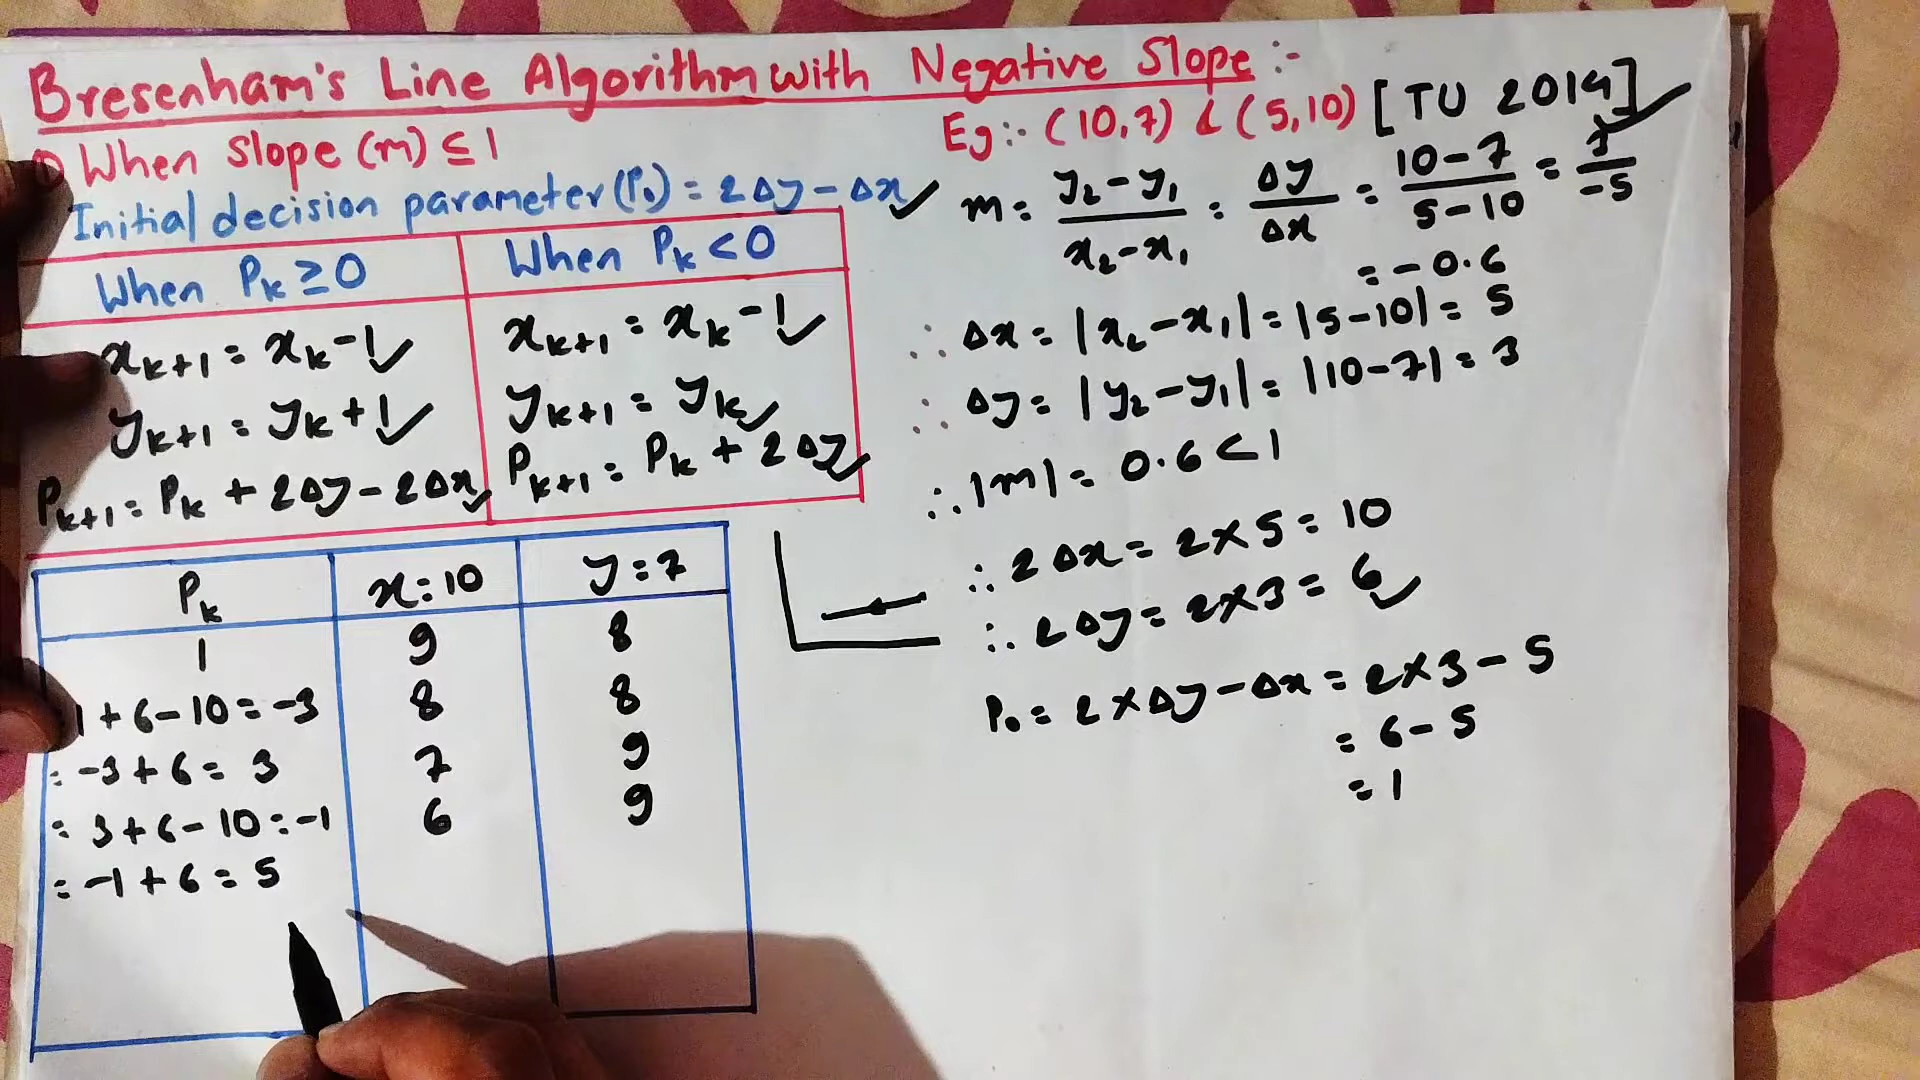 Bresenham's Line Algorithm with Negative Slope :-
① When Slope (m) ≤ 1
Initial decision parameter (P₀) = 2Δy - Δx ✓
When Pₖ ≥ 0
xₖ₊₁ = xₖ - 1 ✓
yₖ₊₁ = yₖ + 1 ✓
Pₖ₊₁ = Pₖ + 2Δy - 2Δx ✓
When Pₖ < 0
xₖ₊₁ = xₖ - 1 ✓
yₖ₊₁ = yₖ ✓
Pₖ₊₁ = Pₖ + 2Δy ✓
Pₖ x = 10 y = 7
1 9 8
1 + 6 - 10 = -3 8 8
= -3 + 6 = 3 7 9
= 3 + 6 - 10 = -1 6 9
= -1 + 6 = 5
Eg :- (10,7) & (5,10) [TU 2014] ✓
m = y₂ - y₁ / x₂ - x₁ = Δy / Δx = 10 - 7 / 5 - 10 = 3 / -5
= -0.6
∴ Δx = |x₂ - x₁| = |5 - 10| = 5
∴ Δy = |y₂ - y₁| = |10 - 7| = 3
∴ |m| = 0.6 < 1
∴ 2Δx = 2 × 5 = 10
∴ 2Δy = 2 × 3 = 6 ✓
P₀ = 2 × Δy - Δx = 2 × 3 - 5
= 6 - 5
= 1